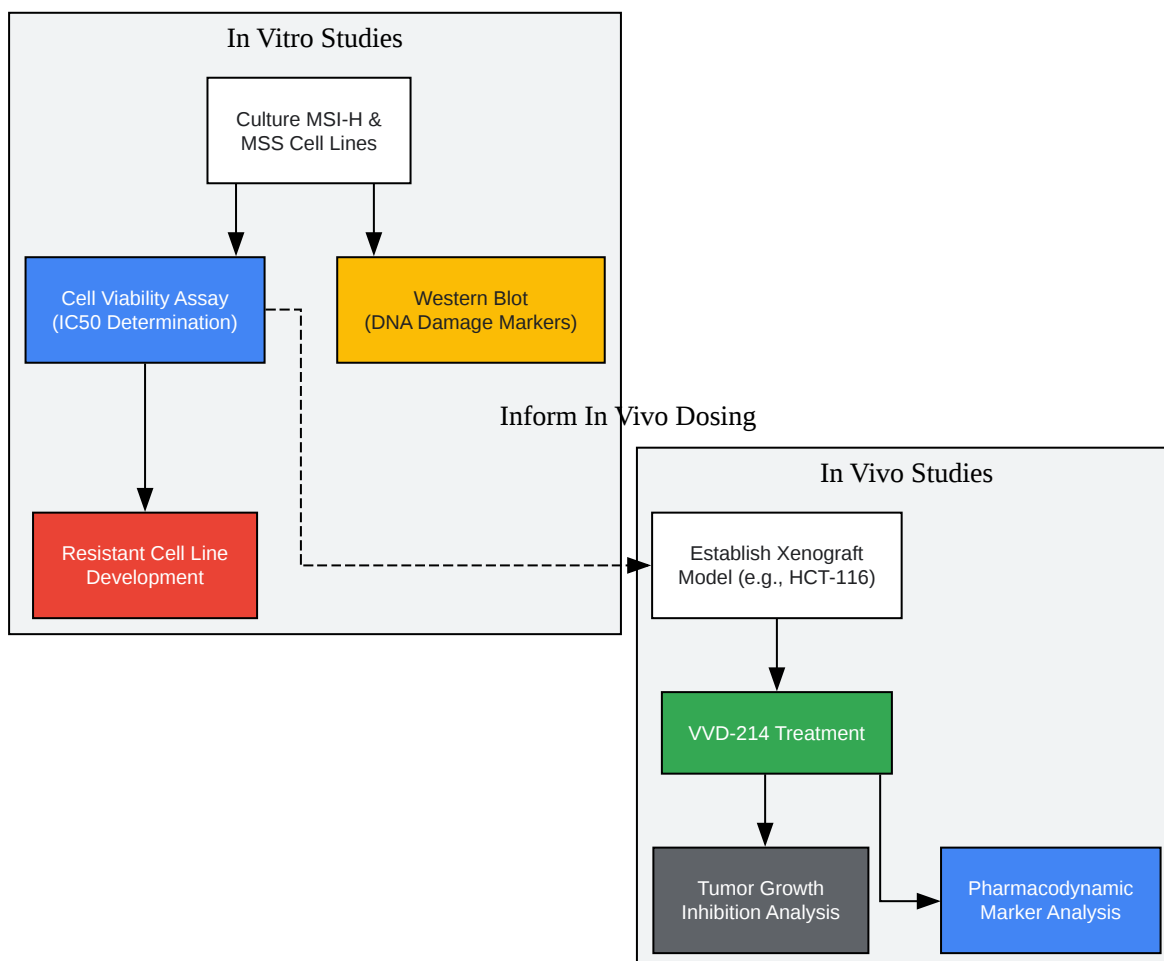 In Vitro Studies
Culture MSI-H &
MSS Cell Lines
Cell Viability Assay
(IC50 Determination)
Western Blot
(DNA Damage Markers)
Inform In Vivo Dosing
Resistant Cell Line
Development
In Vivo Studies
Establish Xenograft
Model (e.g., HCT-116)
VVD-214 Treatment
Tumor Growth
Inhibition Analysis
Pharmacodynamic
Marker Analysis